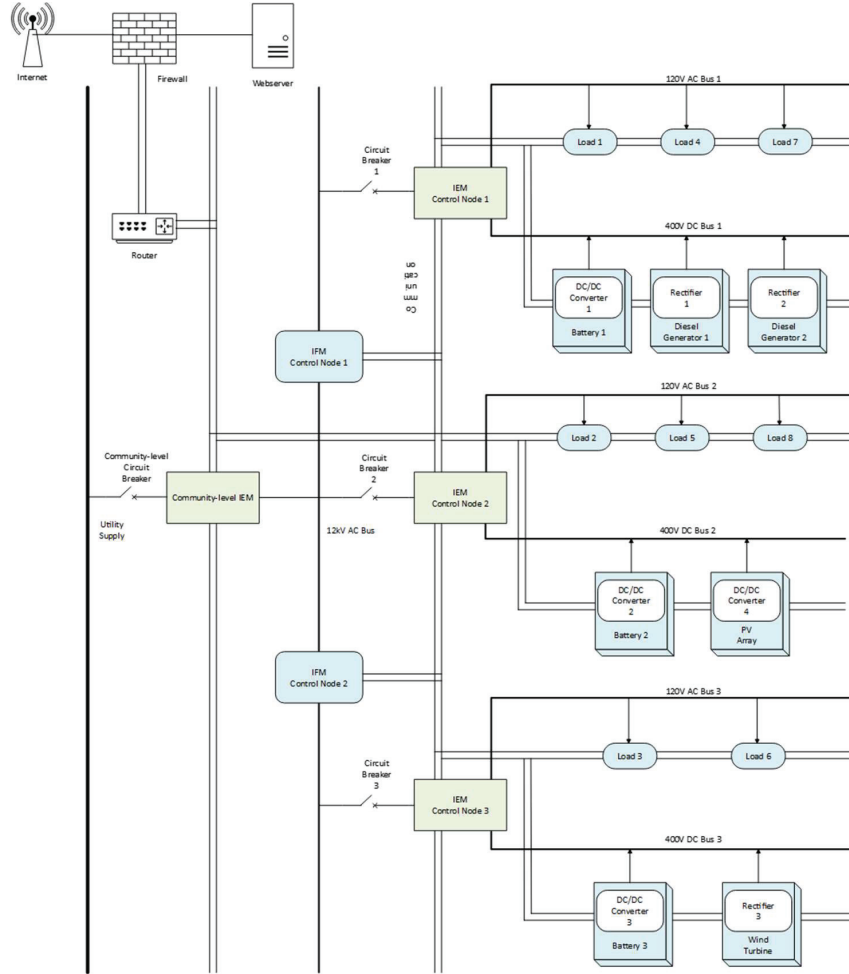 Internet
Firewall
Webserver
Router
120V AC Bus 1
Load 1
Load 4
Load 7
Circuit
Breaker
1
IEM
Control Node 1
400V DC Bus 1
Co
mm
uni
cati
on
DC/DC
Converter
1
Battery 1
Rectifier
1
Diesel
Generator 1
Rectifier
2
Diesel
Generator 2
IFM
Control Node 1
120V AC Bus 2
Load 2
Load 5
Load 8
Community-level
Circuit
Breaker
Community-level IEM
Circuit
Breaker
2
IEM
Control Node 2
Utility
Supply
12kV AC Bus
400V DC Bus 2
DC/DC
Converter
2
Battery 2
DC/DC
Converter
4
PV
Array
IFM
Control Node 2
120V AC Bus 3
Load 3
Load 6
Circuit
Breaker
3
IEM
Control Node 3
400V DC Bus 3
DC/DC
Converter
3
Battery 3
Rectifier
3
Wind
Turbine